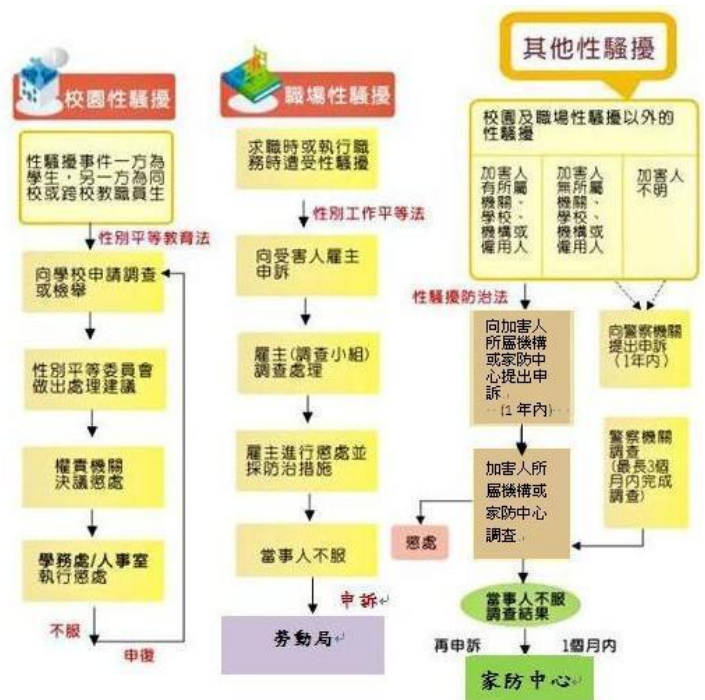 校園性騷擾
性騷擾事件一方為
學生，另一方為同
校或跨校教職員生
性別平等教育法
向學校申請調查
或檢舉
性別平等委員會
做出處理建議
權責機關
決議懲處
學務處/人事室
執行懲處
不服
申復
職場性騷擾
求職時或執行職
務時遭受性騷擾
性別工作平等法
向受害人雇主
申訴
雇主(調查小組)
調查處理
雇主進行懲處並
採防治措施
當事人不服
申訴
勞動局
其他性騷擾
校園及職場性騷擾以外的
性騷擾
加害人
有所屬
機關、
學校、
機構或
僱用人
加害人
無所屬
機關、
學校、
機構或
僱用人
加害人
不明
性騷擾防治法
向加害人
所屬機構
或家防中
心提出申
訴
(1 年內)
向警察機關
提出申訴
(1年內)
加害人所
屬機構或
家防中心
調查
警察機關
調查
(最長3個
月內完成
調查)
懲處
當事人不服
調查結果
再申訴
1個月內
家防中心